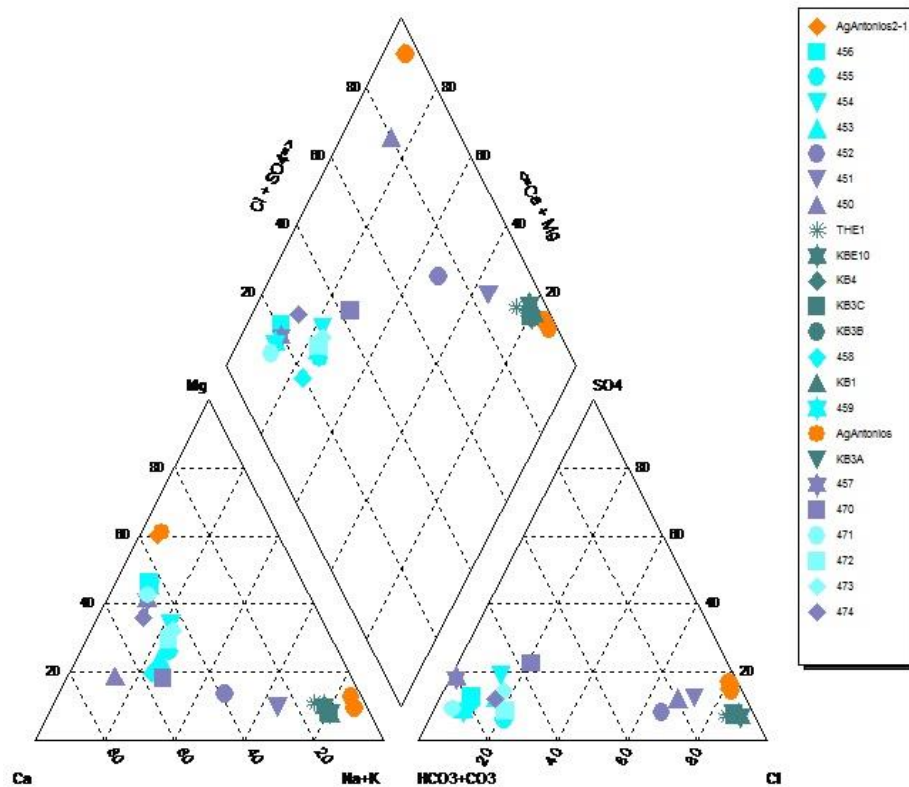 80
80
60
60
Cl + SO4=>
<=Ca + Mg
40
40
20
20
Mg
SO4
80
80
60
60
40
40
20
20
80
60
40
20
20
40
60
80
Ca
Na+K
HCO3+CO3
Cl
AgAntonios2-1
456
455
454
453
452
451
450
THE1
KBE10
KB4
KB3C
KB3B
458
KB1
459
AgAntonios
KB3A
457
470
471
472
473
474